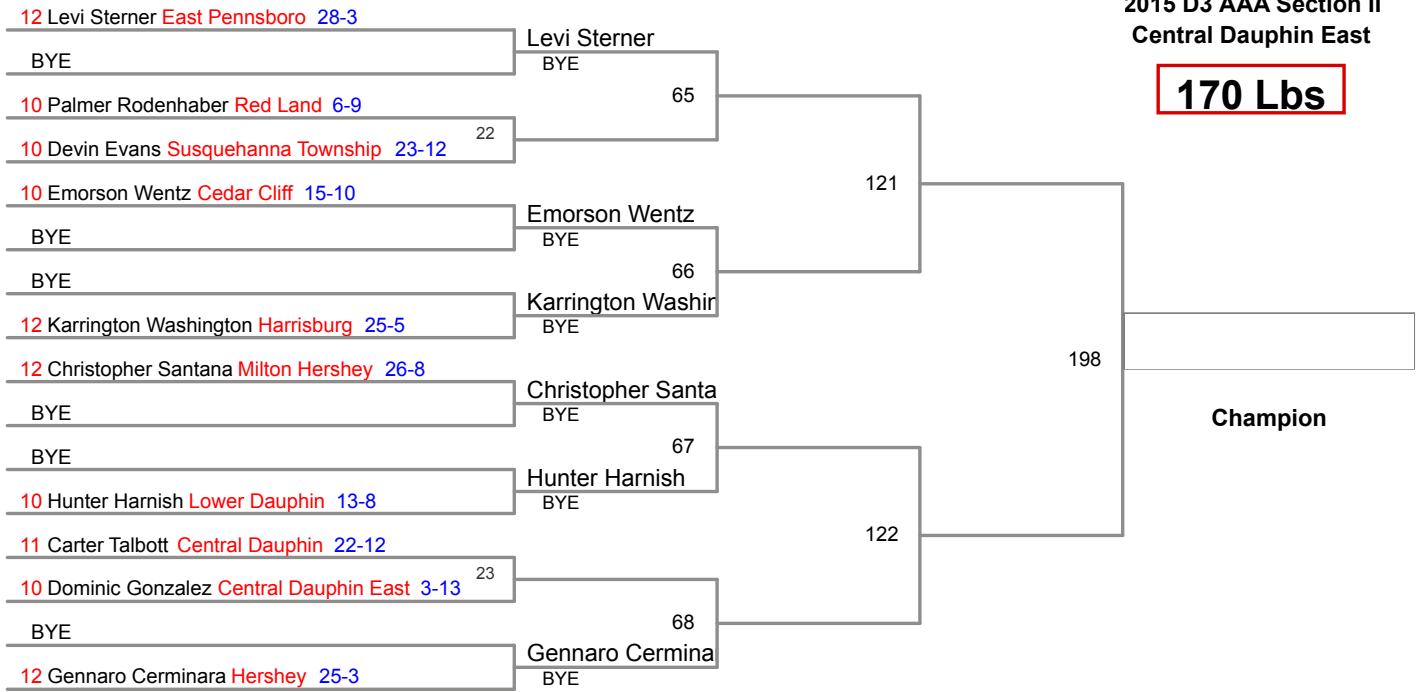 2015 D3 AAA Section II
Central Dauphin East
170 Lbs
12 Levi Sterner East Pennsboro 28-3
BYE
Levi Sterner
BYE
10 Palmer Rodenhaber Red Land 6-9
65
22
10 Devin Evans Susquehanna Township 23-12
10 Emorson Wentz Cedar Cliff 15-10
121
Emorson Wentz
BYE
BYE
BYE
66
Karrington Washir
BYE
12 Karrington Washington Harrisburg 25-5
12 Christopher Santana Milton Hershey 26-8
198
Christopher Santa
BYE
BYE
Champion
BYE
67
Hunter Harnish
BYE
10 Hunter Harnish Lower Dauphin 13-8
11 Carter Talbott Central Dauphin 22-12
122
23
10 Dominic Gonzalez Central Dauphin East 3-13
BYE
68
Gennaro Cermina
BYE
12 Gennaro Cerminara Hershey 25-3